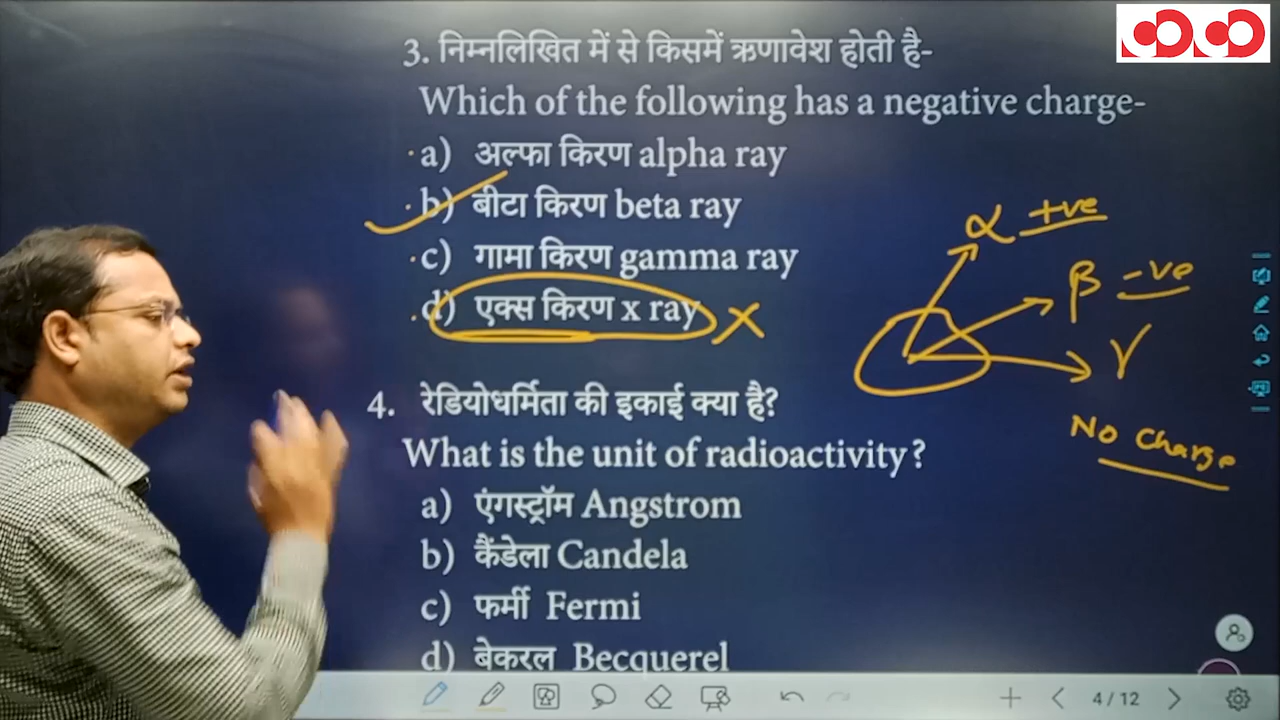 3. निम्नलिखित में से किसमें ऋणावेश होती है-
Which of the following has a negative charge-
a) अल्फा किरण alpha ray
b) बीटा किरण beta ray
c) गामा किरण gamma ray
d) एक्स किरण x ray
α +ve
β -ve
γ
No Charge
4. रेडियोधर्मिता की इकाई क्या है?
What is the unit of radioactivity?
a) एंगस्ट्रॉम Angstrom
b) कैंडेला Candela
c) फर्मी Fermi
d) बेकरल Becquerel
4 / 12